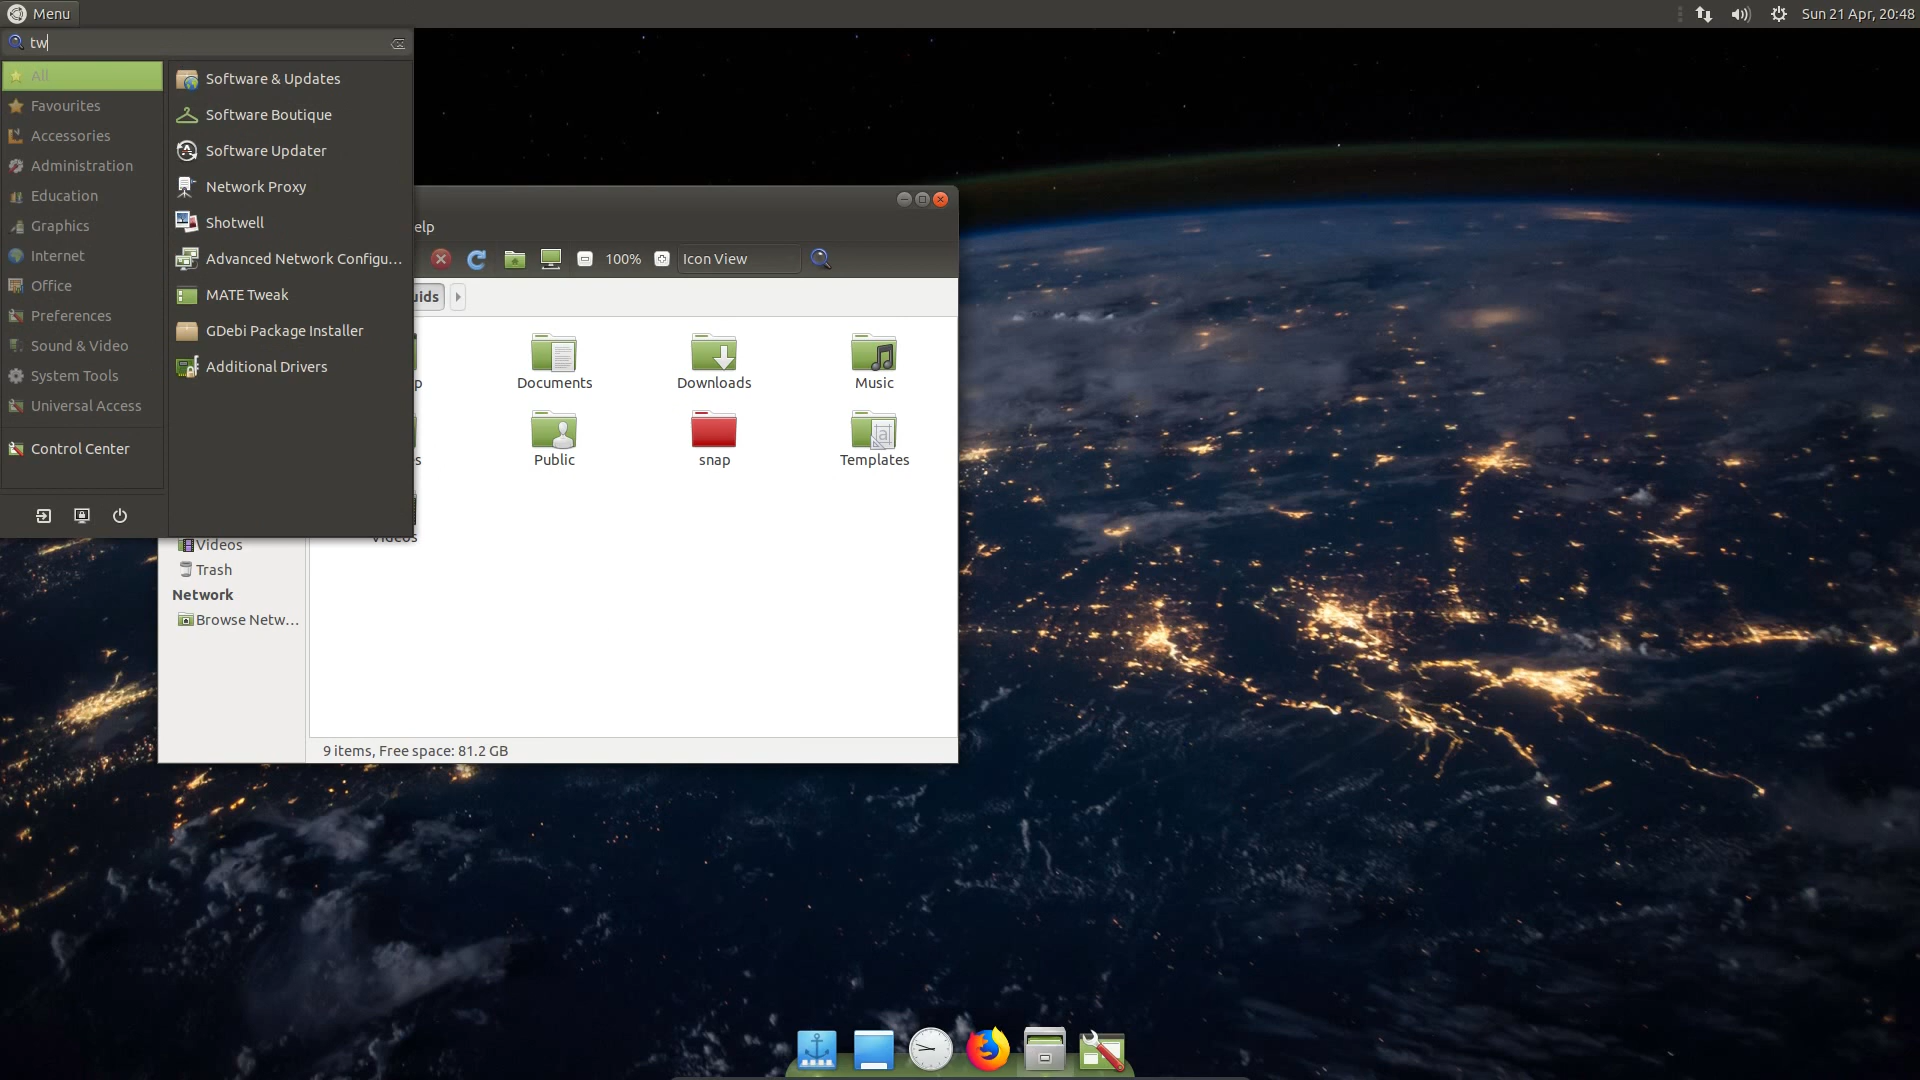 Menu
Sun 21 Apr, 20:48
tw
All
Favourites
Accessories
Administration
Education
Graphics
Internet
Office
Preferences
Sound & Video
System Tools
Universal Access
Control Center
Software & Updates
Software Boutique
Software Updater
Network Proxy
Shotwell
Advanced Network Configu...
MATE Tweak
GDebi Package Installer
Additional Drivers
elp
100%
Icon View
uids
p
Documents
Downloads
Music
s
Public
snap
Templates
Videos
Videos
Trash
Network
Browse Netw...
9 items, Free space: 81.2 GB